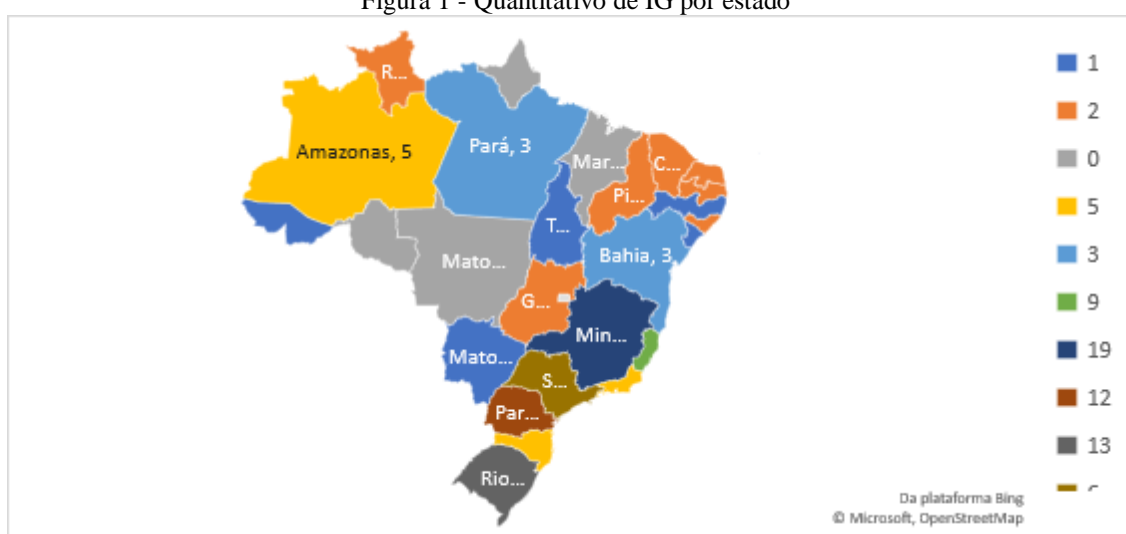 Figura 1 - Quantitativo de IG por estado
R...
Amazonas, 5
Pará, 3
Mar...
C...
Pi...
T...
Mato...
Bahia, 3
G...
Min...
Mato...
S...
Par...
Rio...
1
2
0
5
3
9
19
12
13
Da plataforma Bing
© Microsoft, OpenStreetMap